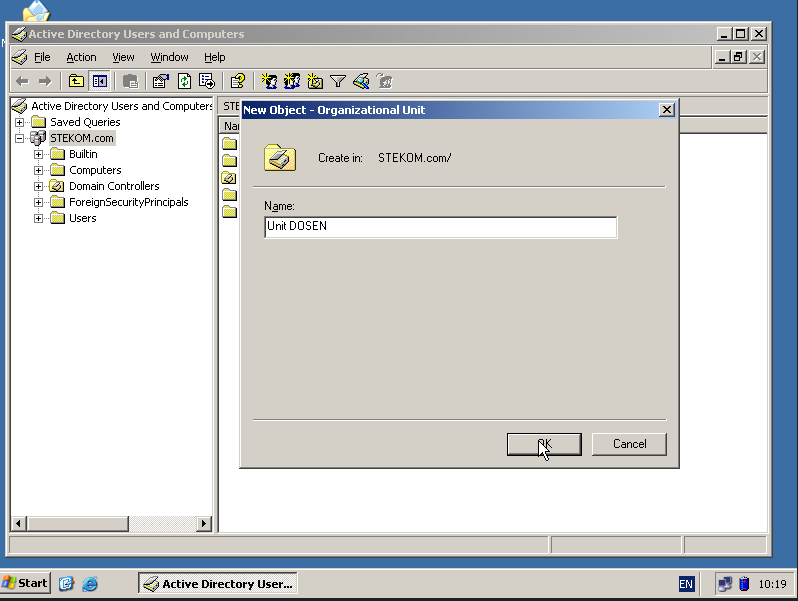 Active Directory Users and Computers
File Action View Window Help
Active Directory Users and Computers
Saved Queries
STEKOM.com
Builtin
Computers
Domain Controllers
ForeignSecurityPrincipals
Users
New Object - Organizational Unit
Create in: STEKOM.com/
Name:
Unit DOSEN
OK Cancel
Start
Active Directory User...
EN
10:19